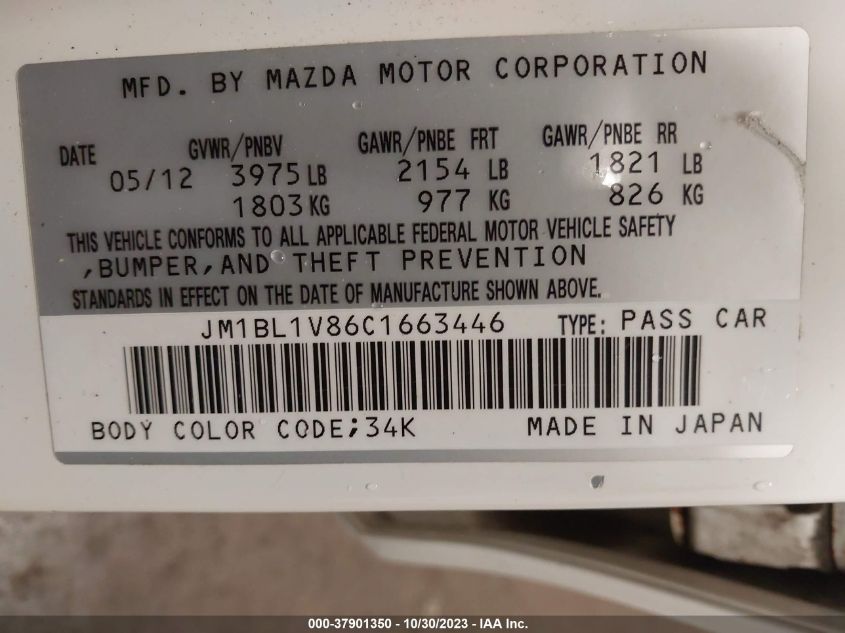 MFD. BY MAZDA MOTOR CORPORATION
DATE GVWR/PNBV GAWR/PNBE FRT GAWR/PNBE RR
05/12 3975 LB 2154 LB 1821 LB
1803 KG 977 KG 826 KG
THIS VEHICLE CONFORMS TO ALL APPLICABLE FEDERAL MOTOR VEHICLE SAFETY
,BUMPER,AND THEFT PREVENTION
STANDARDS IN EFFECT ON THE DATE OF MANUFACTURE SHOWN ABOVE.
JM1BL1V86C1663446 TYPE: PASS CAR
BODY COLOR CODE;34K MADE IN JAPAN
000-37901350 - 10/30/2023 - IAA Inc.